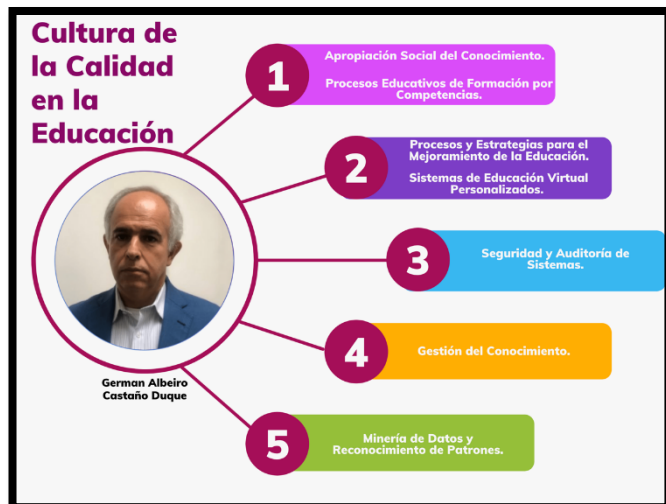 Cultura de
la Calidad
en la
Educación
1
Apropiación Social del Conocimiento.
Procesos Educativos de Formación por
Competencias.
2
Procesos y Estrategias para el
Mejoramiento de la Educación.
Sistemas de Educación Virtual
Personalizados.
3
Seguridad y Auditoría de
Sistemas.
4
Gestión del Conocimiento.
German Albeiro
Castaño Duque
5
Minería de Datos y
Reconocimiento de Patrones.